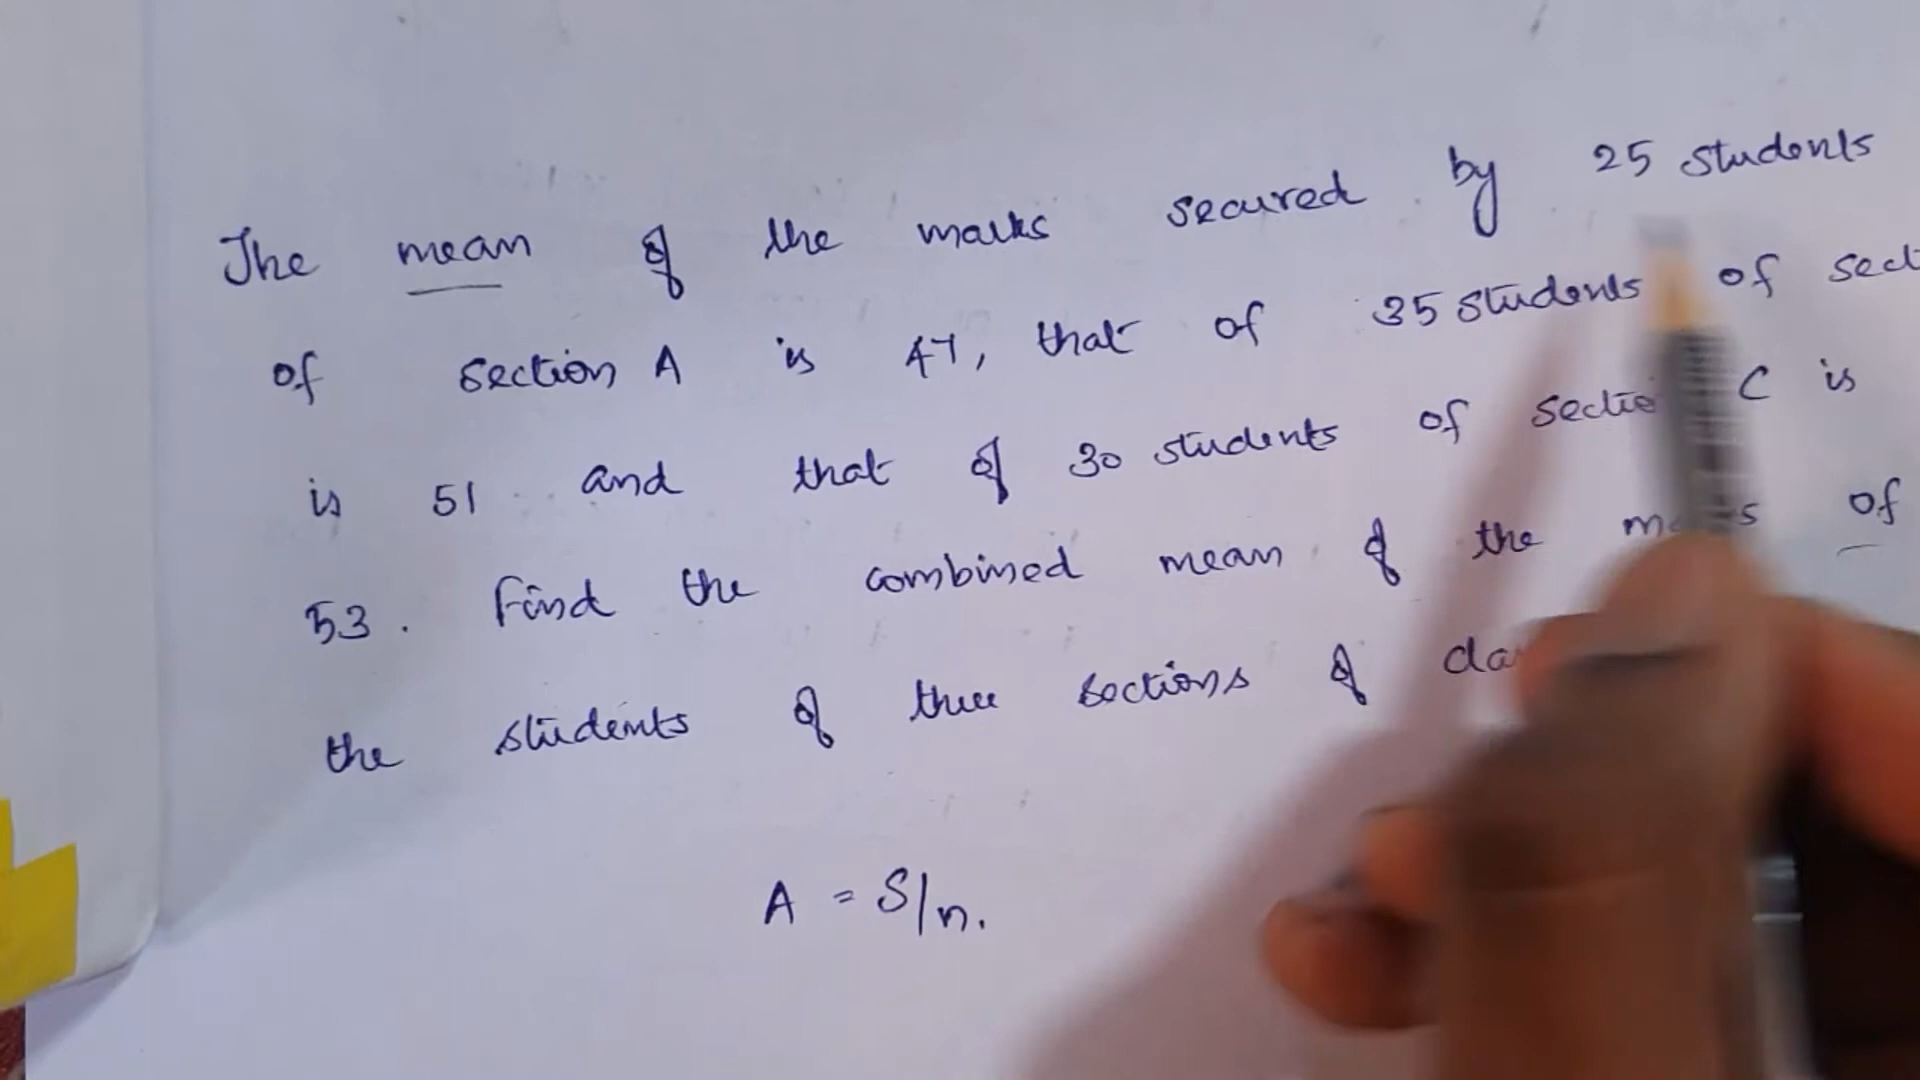 The mean of the marks secured by 25 students
of section A is 47, that of 35 students of sect
is 51 and that of 30 students of sectio C is
53. Find the combined mean of the of
the students of three sections of
A = S/n.